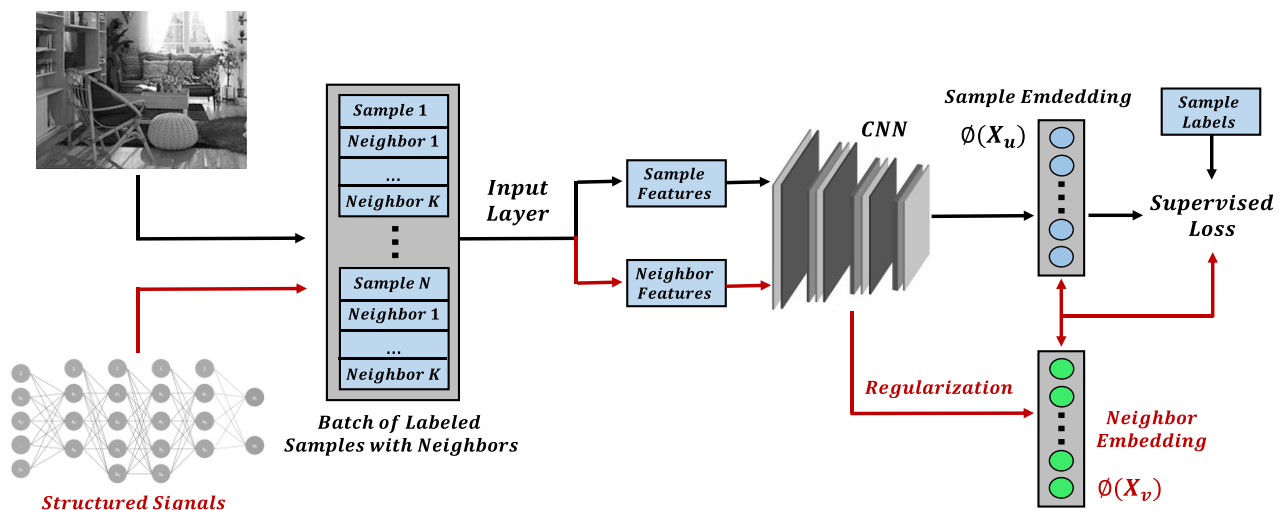 Sample 1
Neighbor 1
...
Neighbor K
Sample N
Neighbor 1
...
Neighbor K
Batch of Labeled
Samples with Neighbors
Structured Signals
Input
Layer
Sample
Features
Neighbor
Features
CNN
Regularization
Sample Emdedding
∅(Xu)
Sample
Labels
Supervised
Loss
Neighbor
Embedding
∅(Xv)